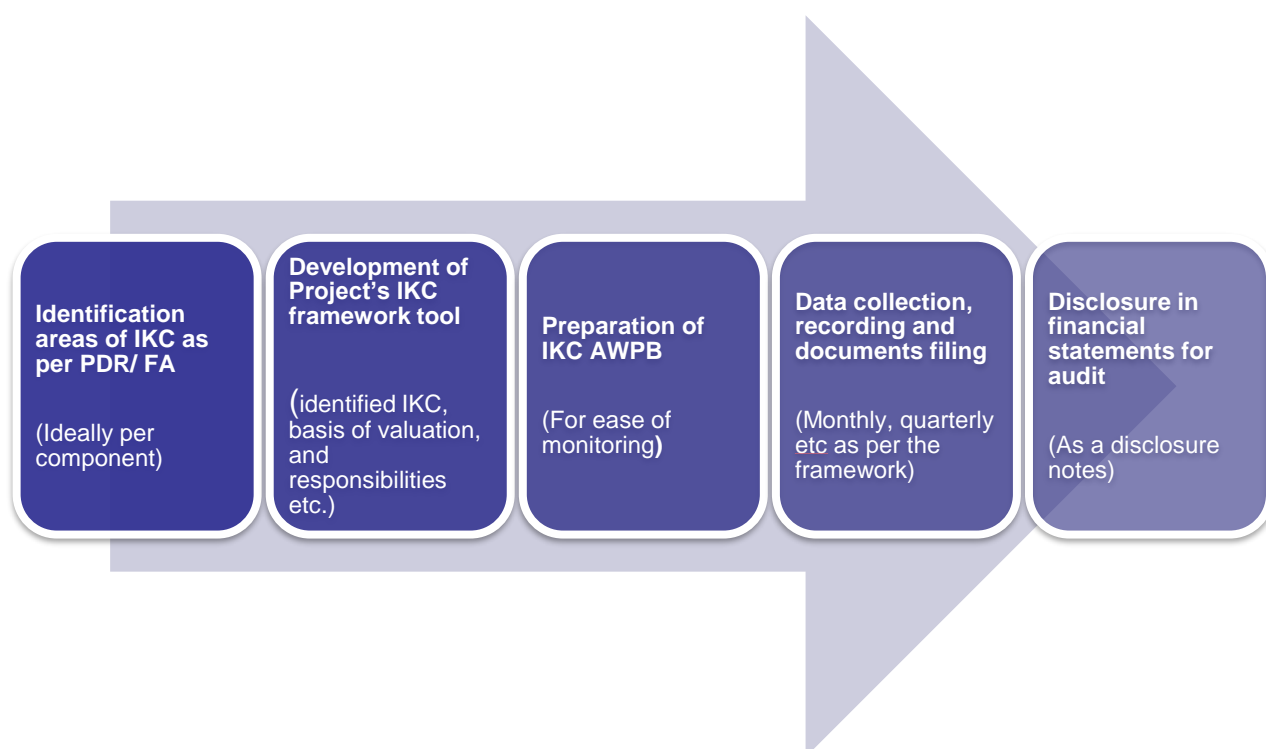 Identification
areas of IKC as
per PDR/ FA
(Ideally per
component)
Development of
Project’s IKC
framework tool
(identified IKC,
basis of valuation,
and
responsibilities
etc.)
Preparation of
IKC AWPB
(For ease of
monitoring)
Data collection,
recording and
documents filing
(Monthly, quarterly
etc as per the
framework)
Disclosure in
financial
statements for
audit
(As a disclosure
notes)